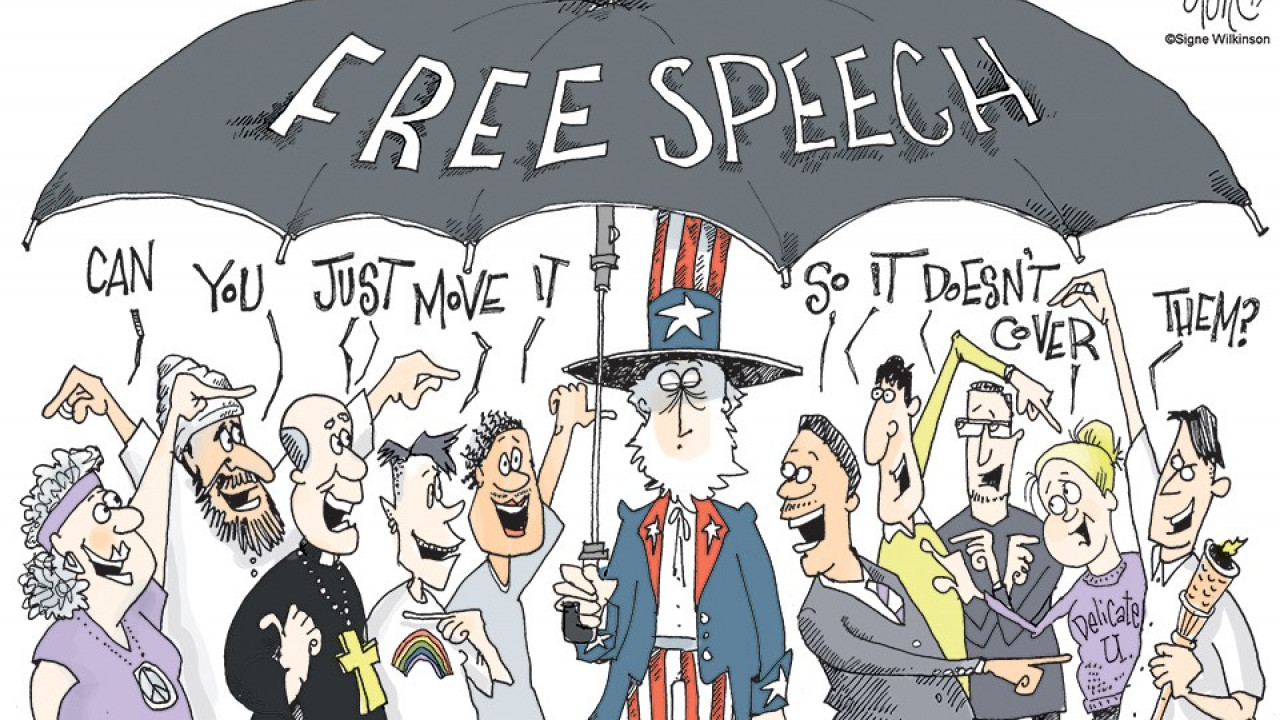 ©Signe Wilkinson
FREE SPEECH
CAN YOU JUST MOVE IT
SO IT DOESN'T
COVER
THEM?
Delicate
U.